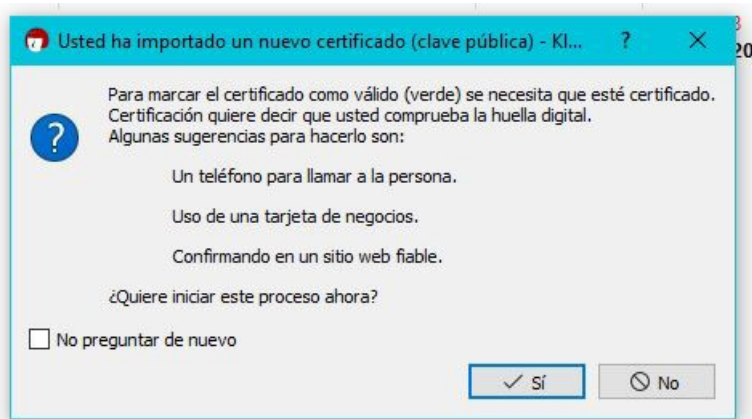 Usted ha importado un nuevo certificado (clave pública) - Kl... ?
Para marcar el certificado como válido (verde) se necesita que esté certificado.
Certificación quiere decir que usted comprueba la huella digital.
Algunas sugerencias para hacerlo son:
?
Un teléfono para llamar a la persona.
Uso de una tarjeta de negocios.
Confirmando en un sitio web fiable.
¿Quiere iniciar este proceso ahora?
No preguntar de nuevo
Sí No